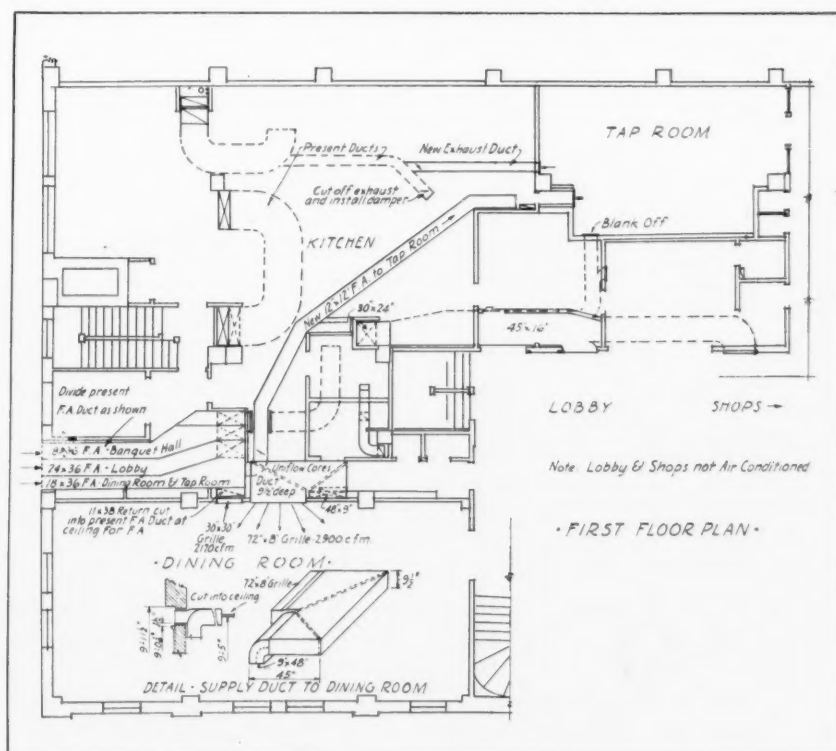 TAP ROOM
Present Ducts
New Exhaust Duct
Cut off exhaust
and install damper
Blank Off
KITCHEN
New 12"x12" F.A. to Tap Room
30"x24"
45"x16"
Divide present
F.A. Duct as shown
LOBBY
SHOPS →
F.A.-Banquet Hall
24x36 F.A.-Lobby
18x36 F.A.-Dining Room & Tap Room
Uniflow Cores
Duct
9½" deep
48"x9"
Note: Lobby & Shops not Air Conditioned
11x38 Return cut
into present F.A. Duct at
ceiling For F.A.
30"x30"
Grille
2170 cfm
72"x8" Grille-2900 cfm.
·FIRST FLOOR PLAN·
·DINING ROOM·
72"x8" Grille
Cut into ceiling
9½"
9"x48"
45"
DETAIL-SUPPLY DUCT TO DINING ROOM